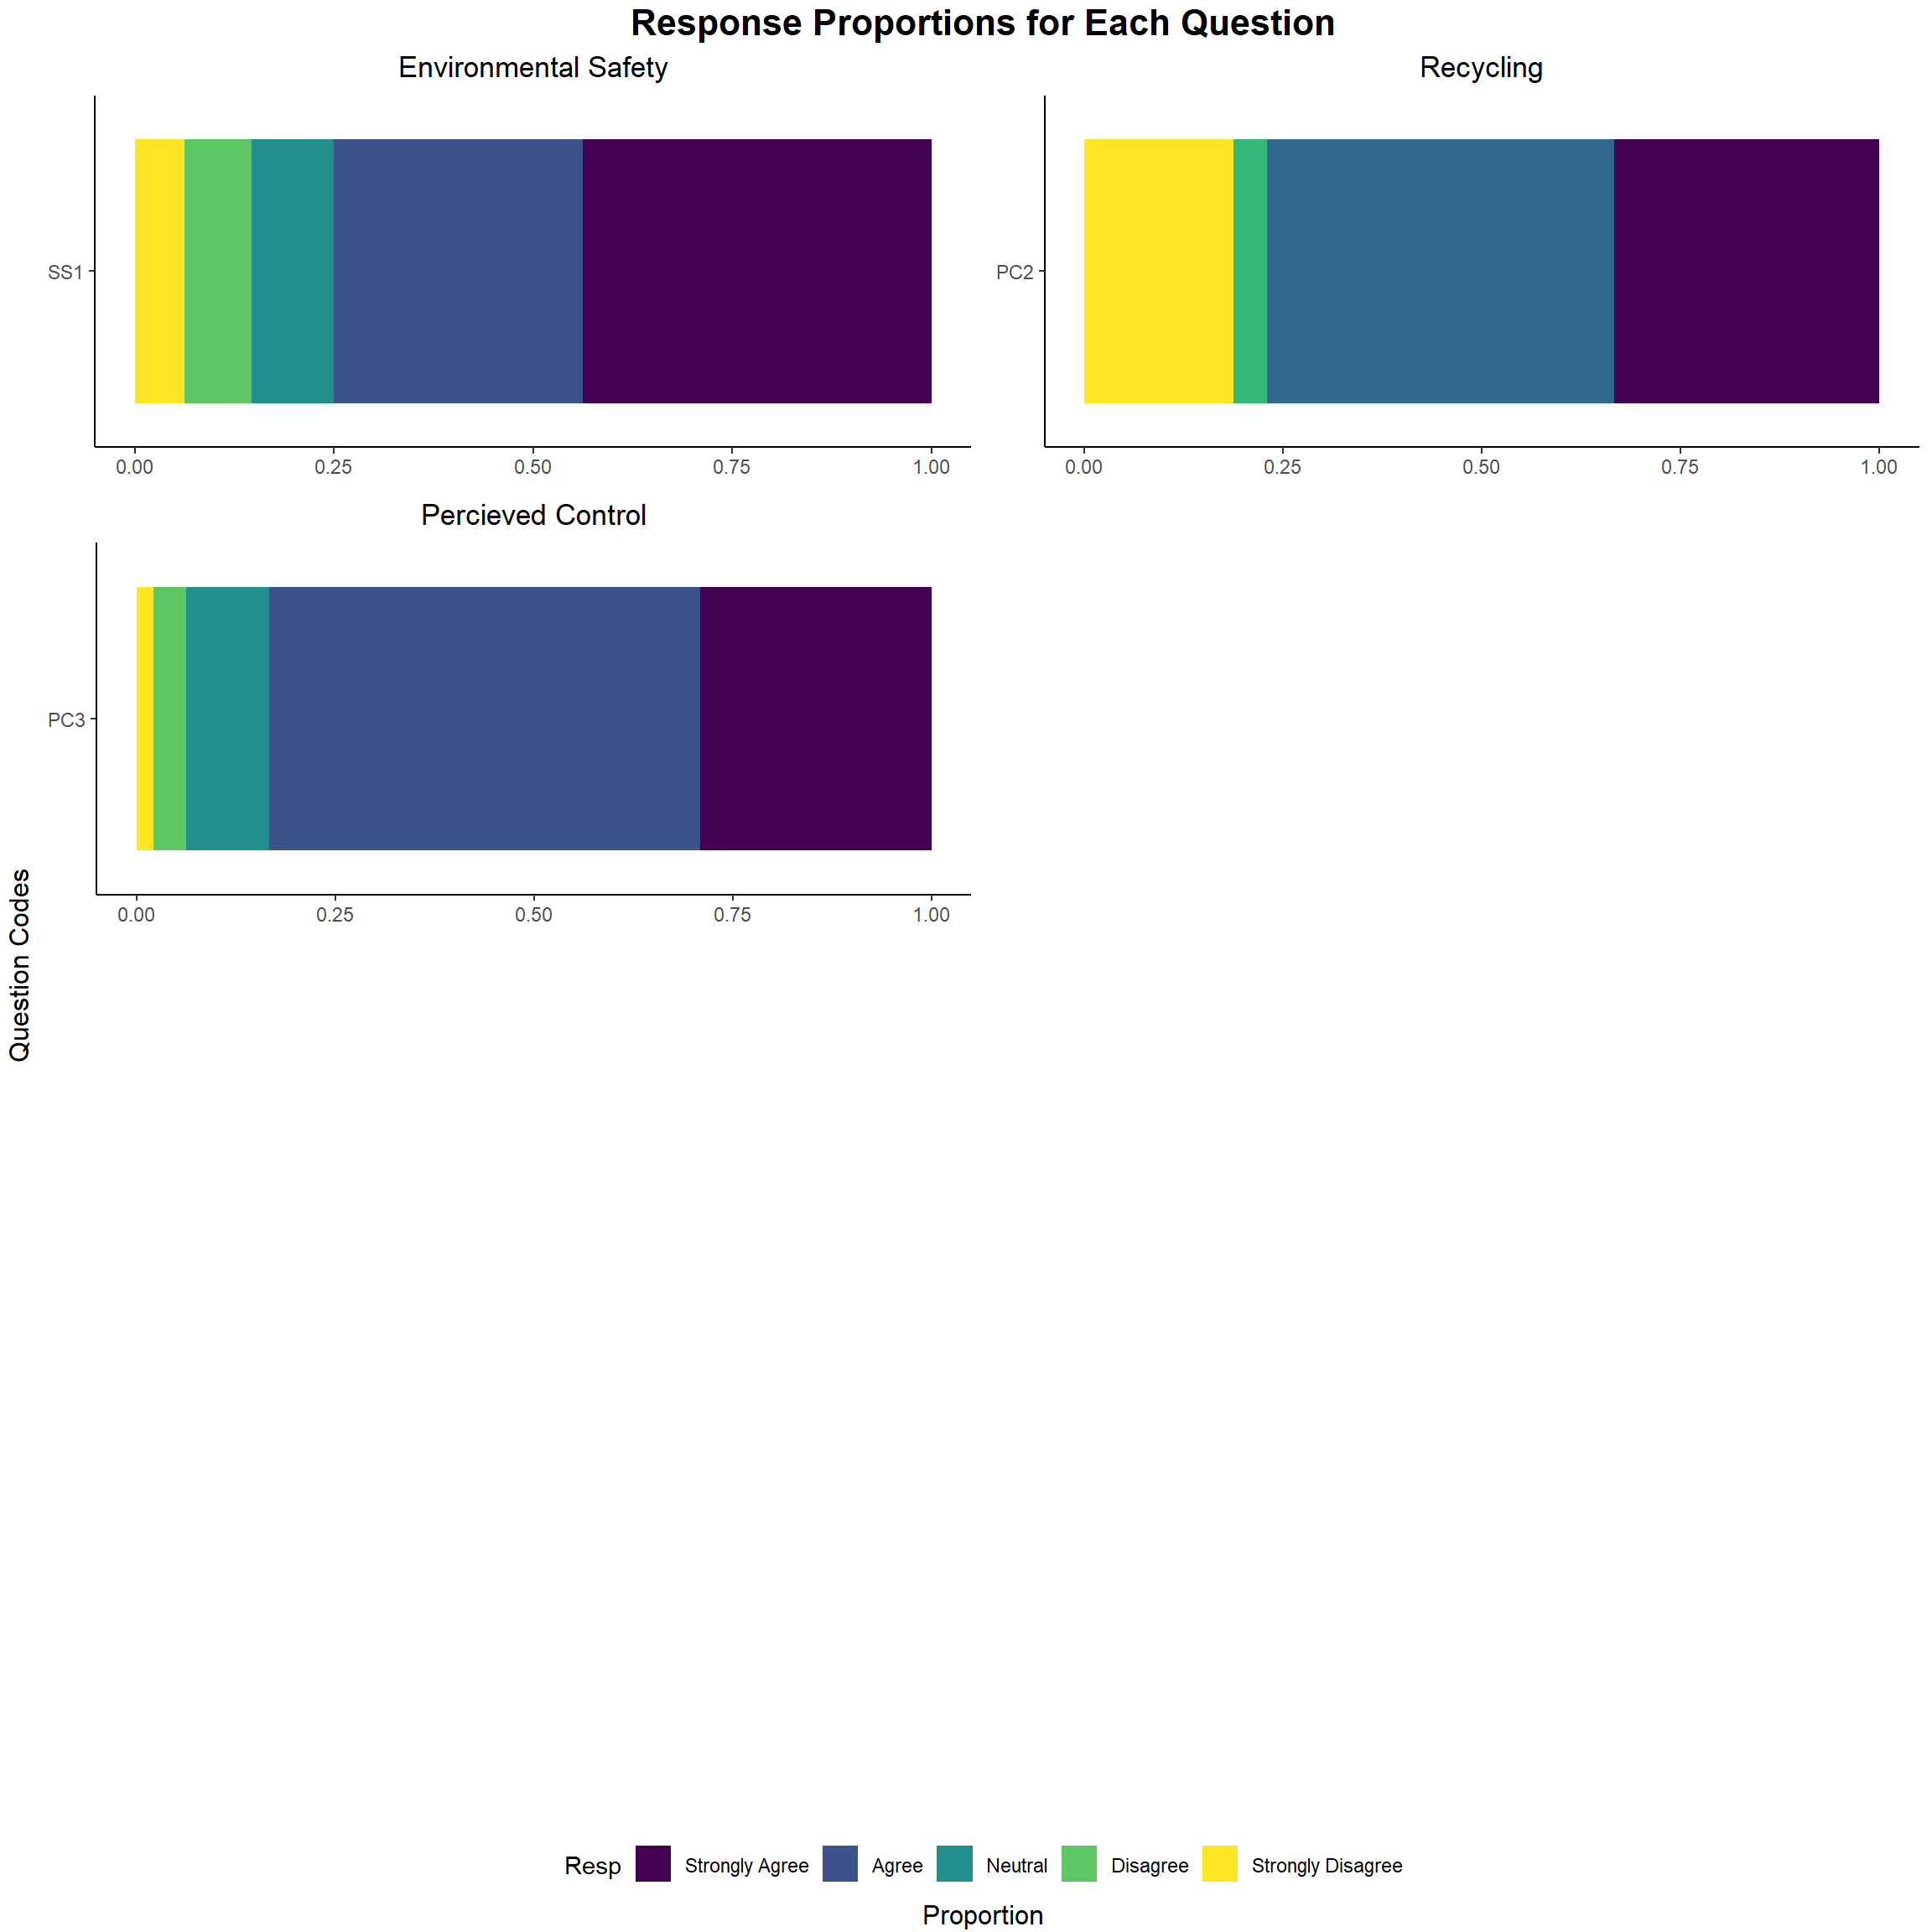 Response Proportions for Each Question
Environmental Safety
SS1
0.00 0.25 0.50 0.75 1.00
Recycling
PC2
0.00 0.25 0.50 0.75 1.00
Percieved Control
PC3
0.00 0.25 0.50 0.75 1.00
Question Codes
Resp Strongly Agree Agree Neutral Disagree Strongly Disagree
Proportion